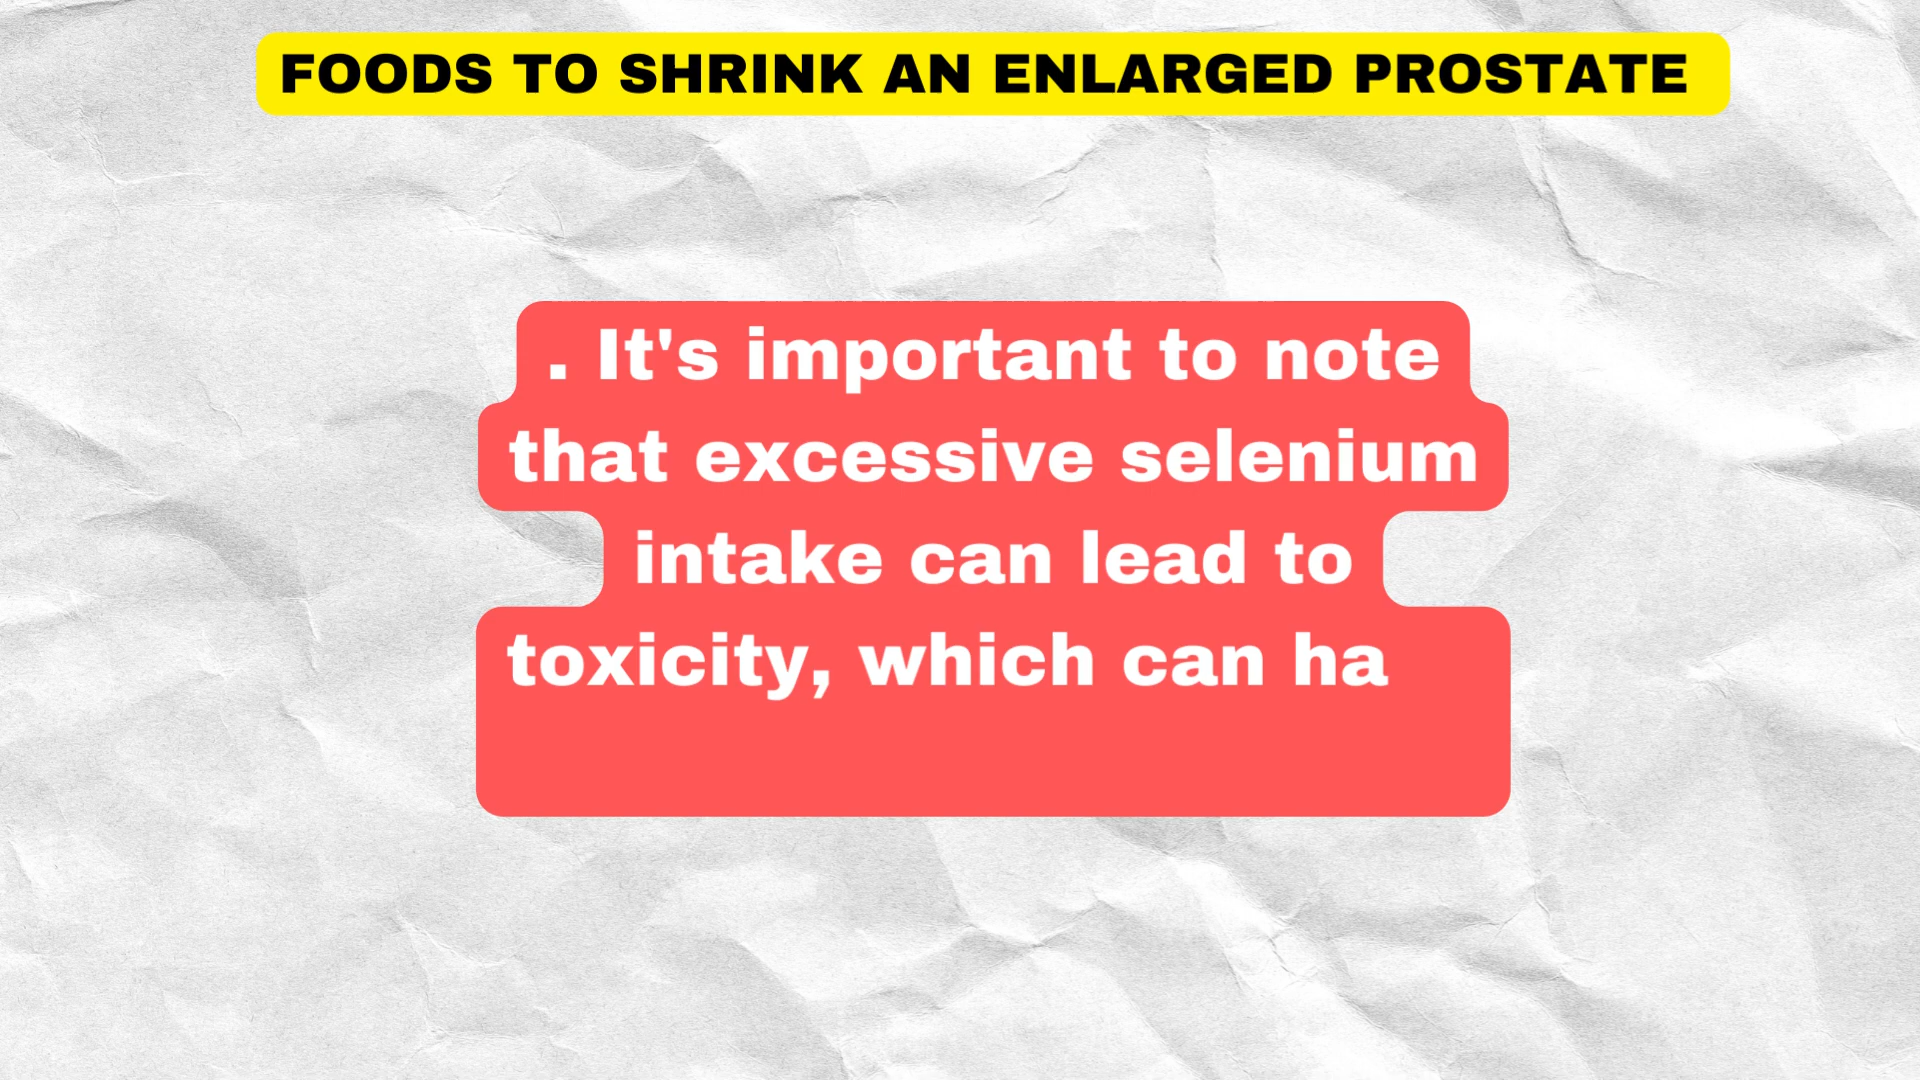 FOODS TO SHRINK AN ENLARGED PROSTATE
. It's important to note
that excessive selenium
intake can lead to
toxicity, which can ha